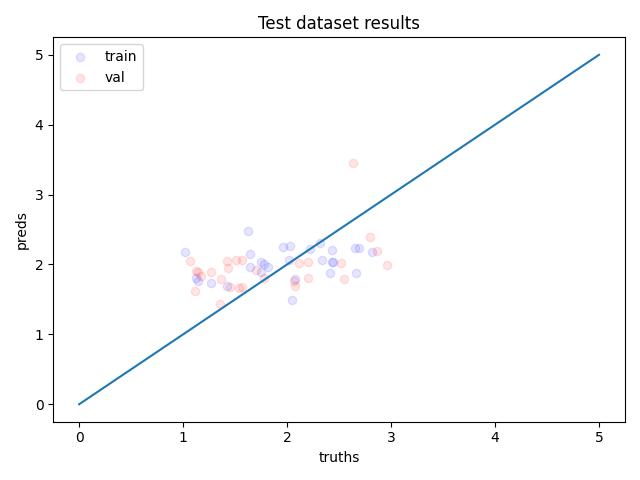 Test dataset results
train
val
5
4
3
2
1
0
preds
0 1 2 3 4 5
truths